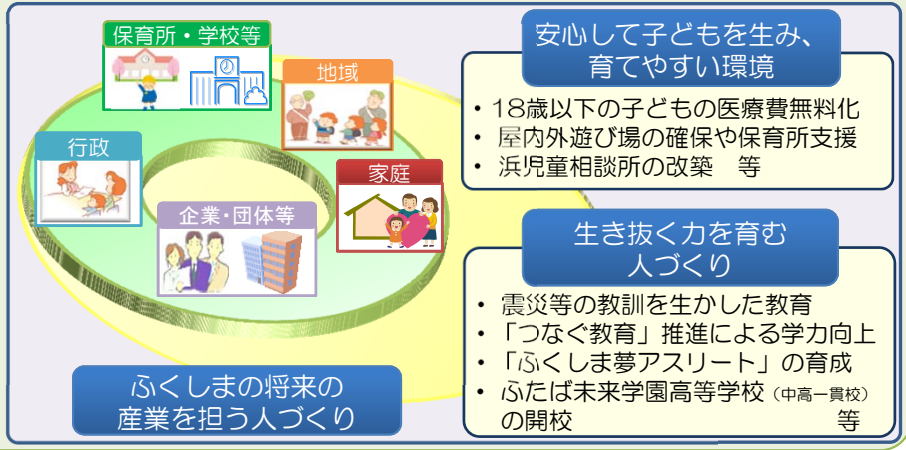 保育所・学校等
地域
行政
家庭
企業・団体等
ふくしまの将来の
産業を担う人づくり
安心して子どもを生み、
育てやすい環境
・ 18歳以下の子どもの医療費無料化
・ 屋内外遊び場の確保や保育所支援
・ 浜児童相談所の改築　等
生き抜く力を育む
人づくり
・ 震災等の教訓を生かした教育
・ 「つなぐ教育」推進による学力向上
・ 「ふくしま夢アスリート」の育成
・ ふたば未来学園高等学校（中高一貫校）
の開校　等